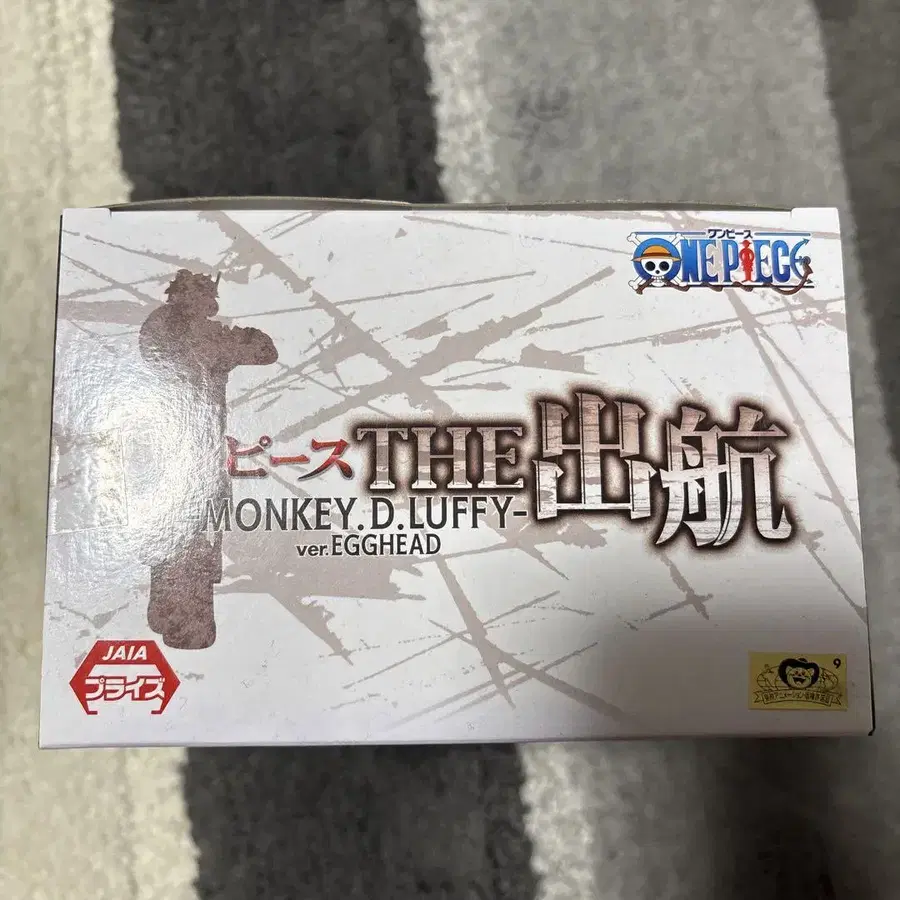 ワンピース
ONE PIECE
ピース THE 出航
MONKEY.D.LUFFY-
ver.EGGHEAD
JAIA
プライズ
9